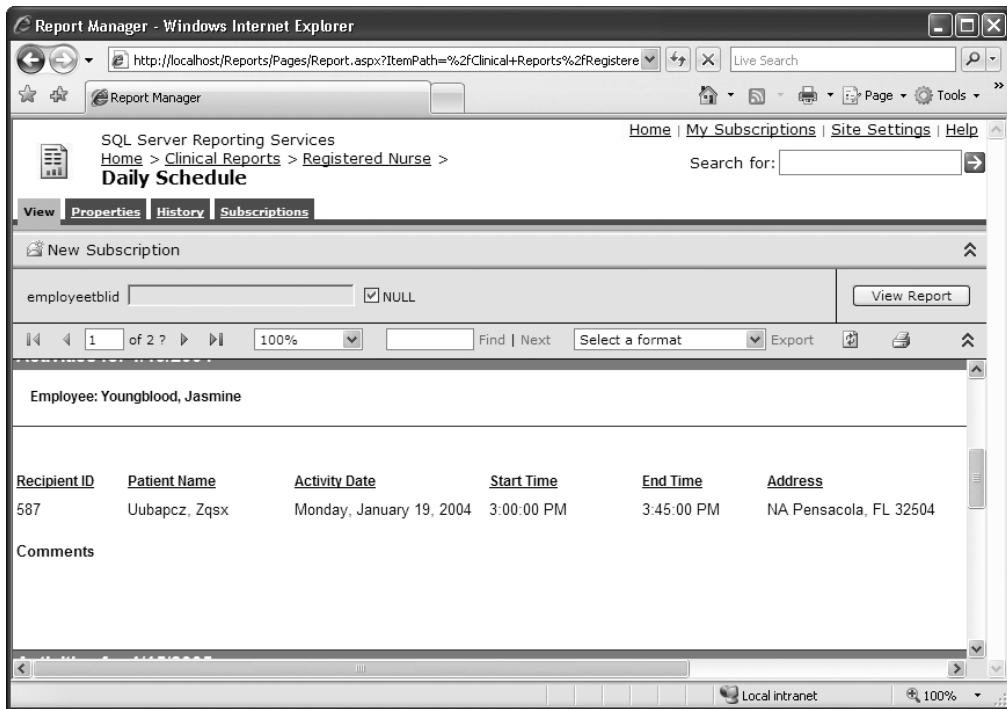 Report Manager - Windows Internet Explorer
http://localhost/Reports/Pages/Report.aspx?ItemPath=%2fClinical+Reports%2fRegistere
Live Search
Report Manager
Page
Tools
»
SQL Server Reporting Services
Home | My Subscriptions | Site Settings | Help
Home > Clinical Reports > Registered Nurse >
Daily Schedule
Search for:
View
Properties
History
Subscriptions
New Subscription
employeetblid
NULL
View Report
1 of 2 ?
100%
Find | Next
Select a format
Export
Employee: Youngblood, Jasmine
Recipient ID Patient Name Activity Date Start Time End Time Address
587 Uubapcz, Zqsx Monday, January 19, 2004 3:00:00 PM 3:45:00 PM NA Pensacola, FL 32504
Comments
Local intranet
100%